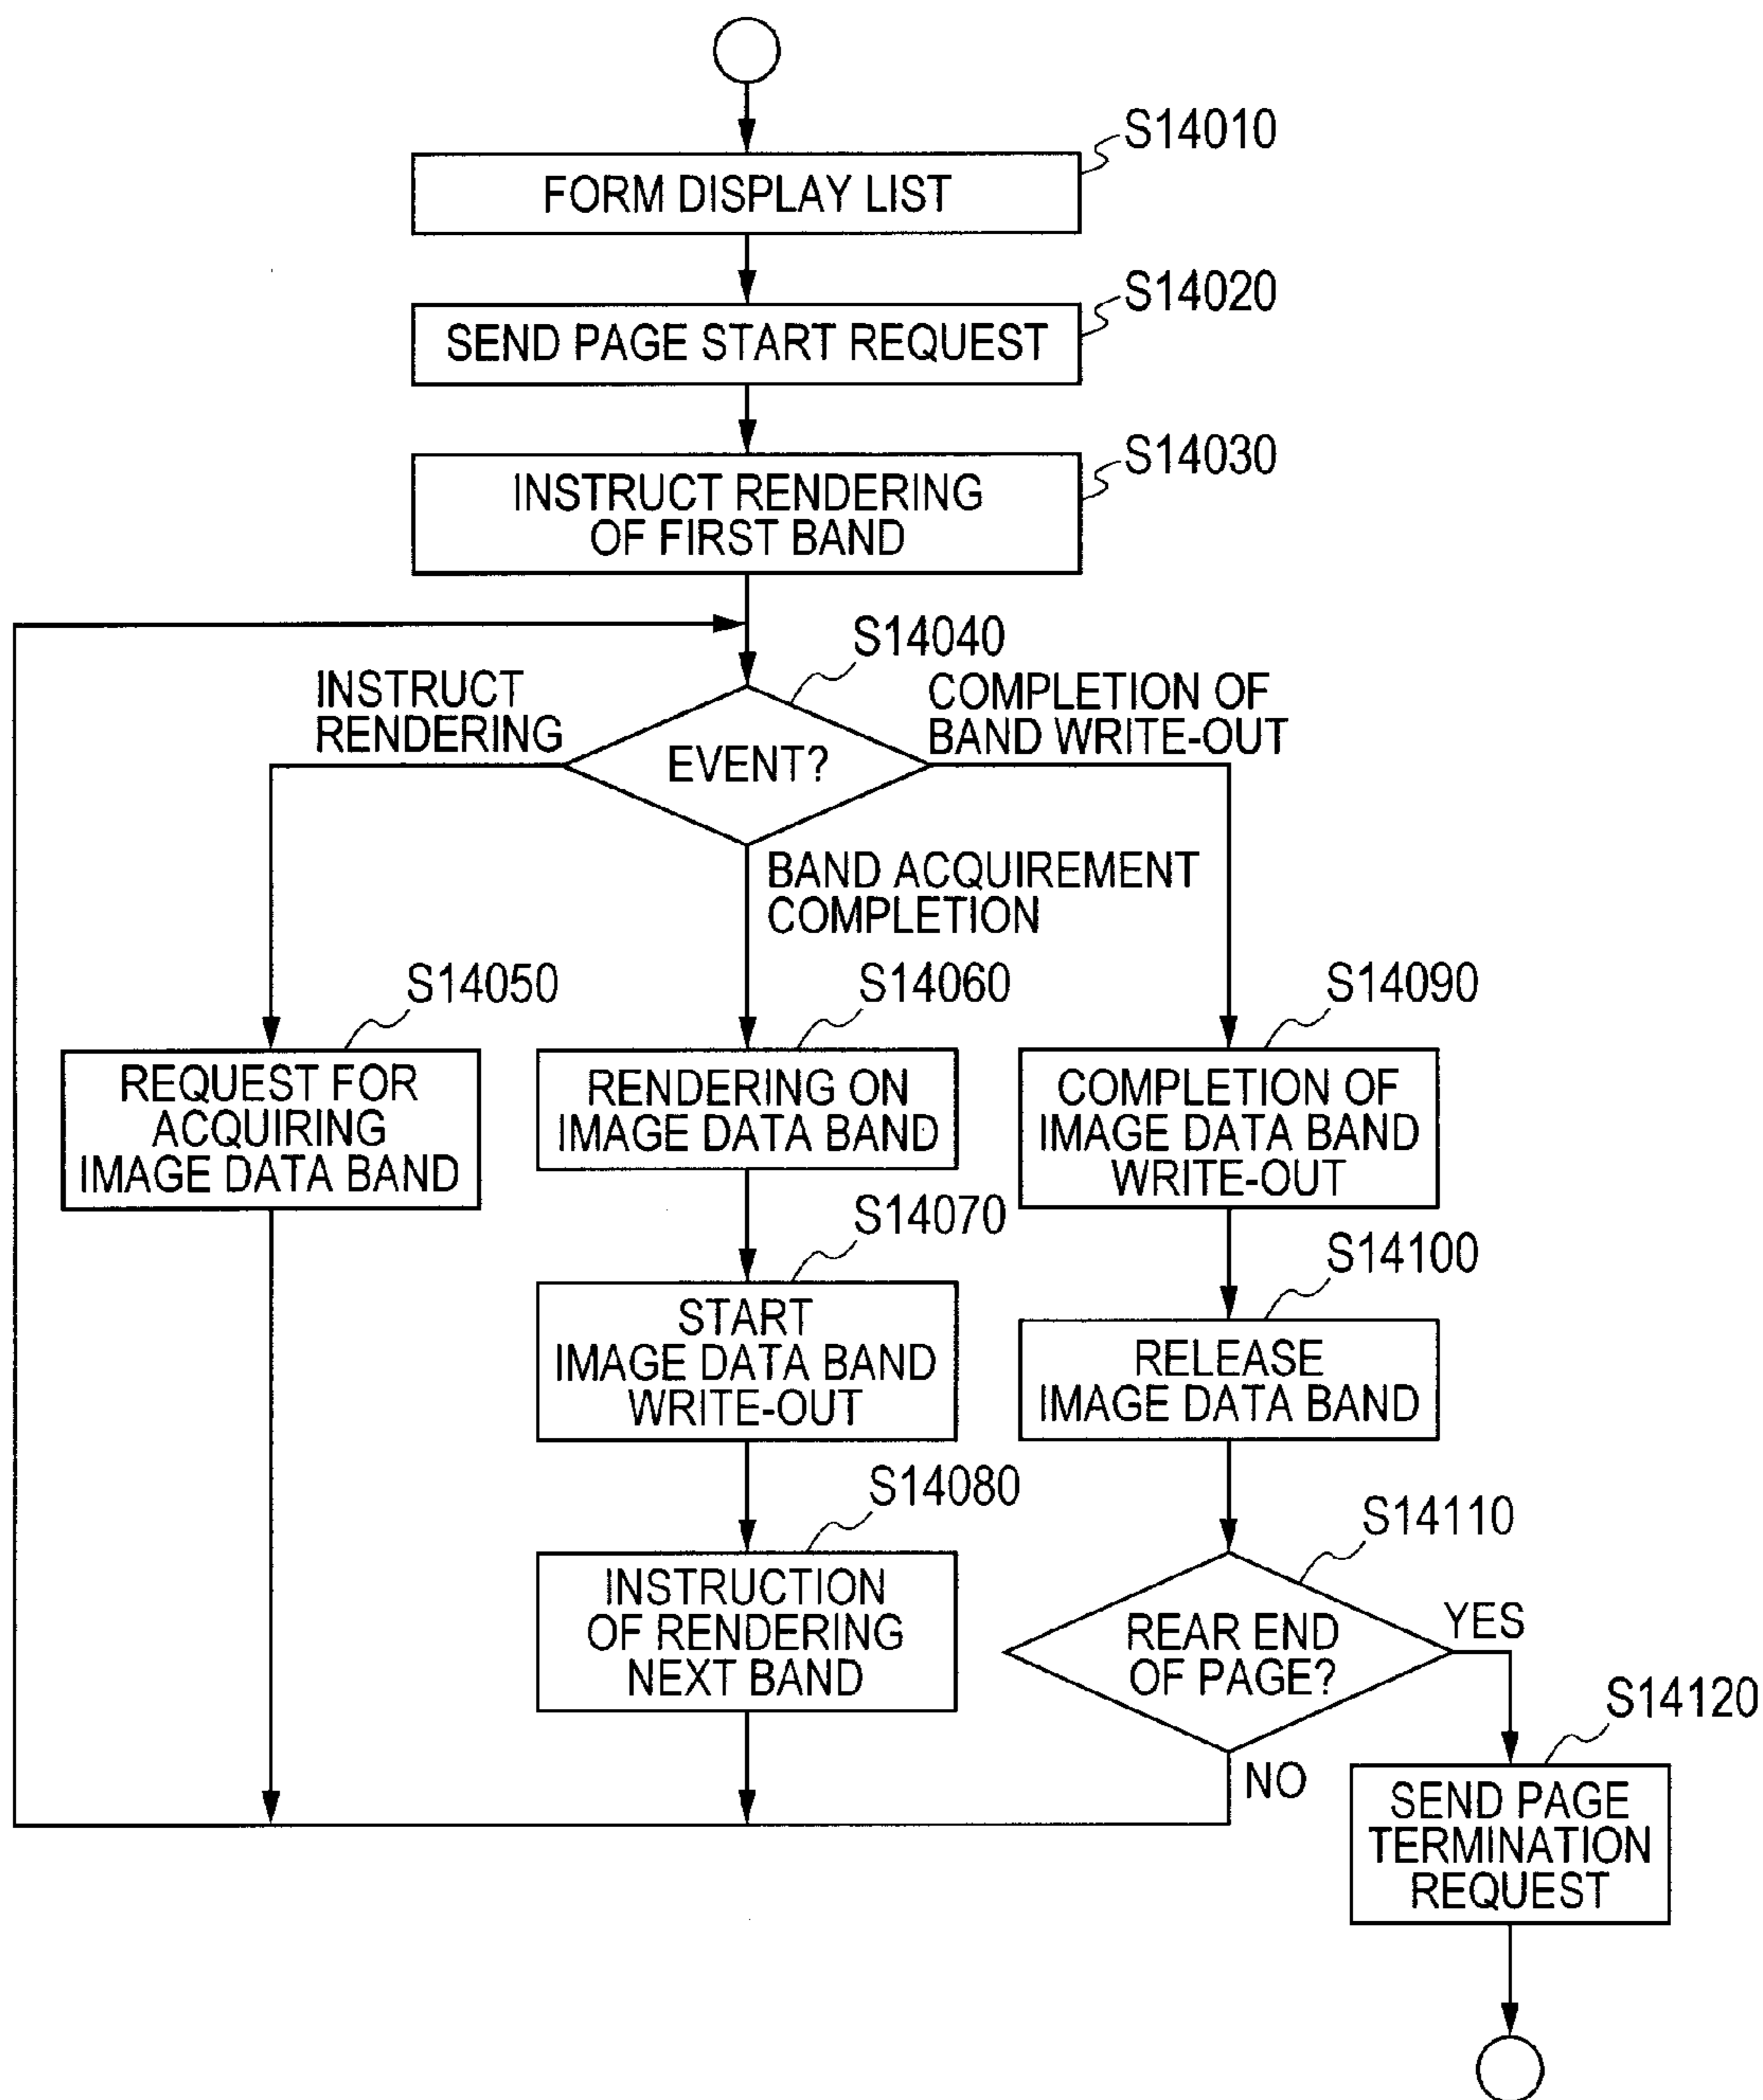 S14010
FORM DISPLAY LIST
S14020
SEND PAGE START REQUEST
S14030
INSTRUCT RENDERING
OF FIRST BAND
S14040
INSTRUCT
RENDERING
COMPLETION OF
BAND WRITE-OUT
EVENT?
BAND ACQUIREMENT
COMPLETION
S14050
REQUEST FOR
ACQUIRING
IMAGE DATA BAND
S14060
RENDERING ON
IMAGE DATA BAND
S14070
START
IMAGE DATA BAND
WRITE-OUT
S14080
INSTRUCTION
OF RENDERING
NEXT BAND
S14090
COMPLETION OF
IMAGE DATA BAND
WRITE-OUT
S14100
RELEASE
IMAGE DATA BAND
S14110
REAR END
OF PAGE?
YES
NO
S14120
SEND PAGE
TERMINATION
REQUEST